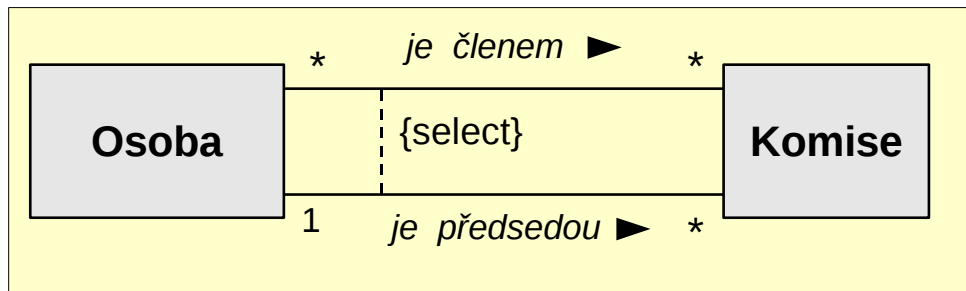 * je členem ► *
Osoba {select} Komise
1 je předsedou ► *